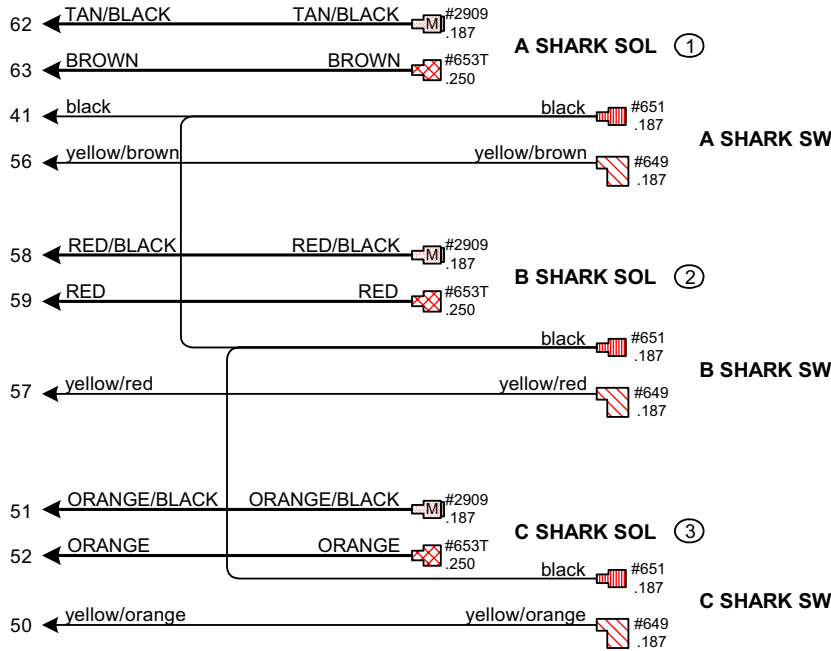 62 TAN/BLACK TAN/BLACK M #2909 .187
A SHARK SOL 1
63 BROWN BROWN #653T .250
41 black black #651 .187
A SHARK SW
56 yellow/brown yellow/brown #649 .187
58 RED/BLACK RED/BLACK M #2909 .187
B SHARK SOL 2
59 RED RED #653T .250
black #651 .187
B SHARK SW
57 yellow/red yellow/red #649 .187
51 ORANGE/BLACK ORANGE/BLACK M #2909 .187
C SHARK SOL 3
52 ORANGE ORANGE #653T .250
black #651 .187
C SHARK SW
50 yellow/orange yellow/orange #649 .187